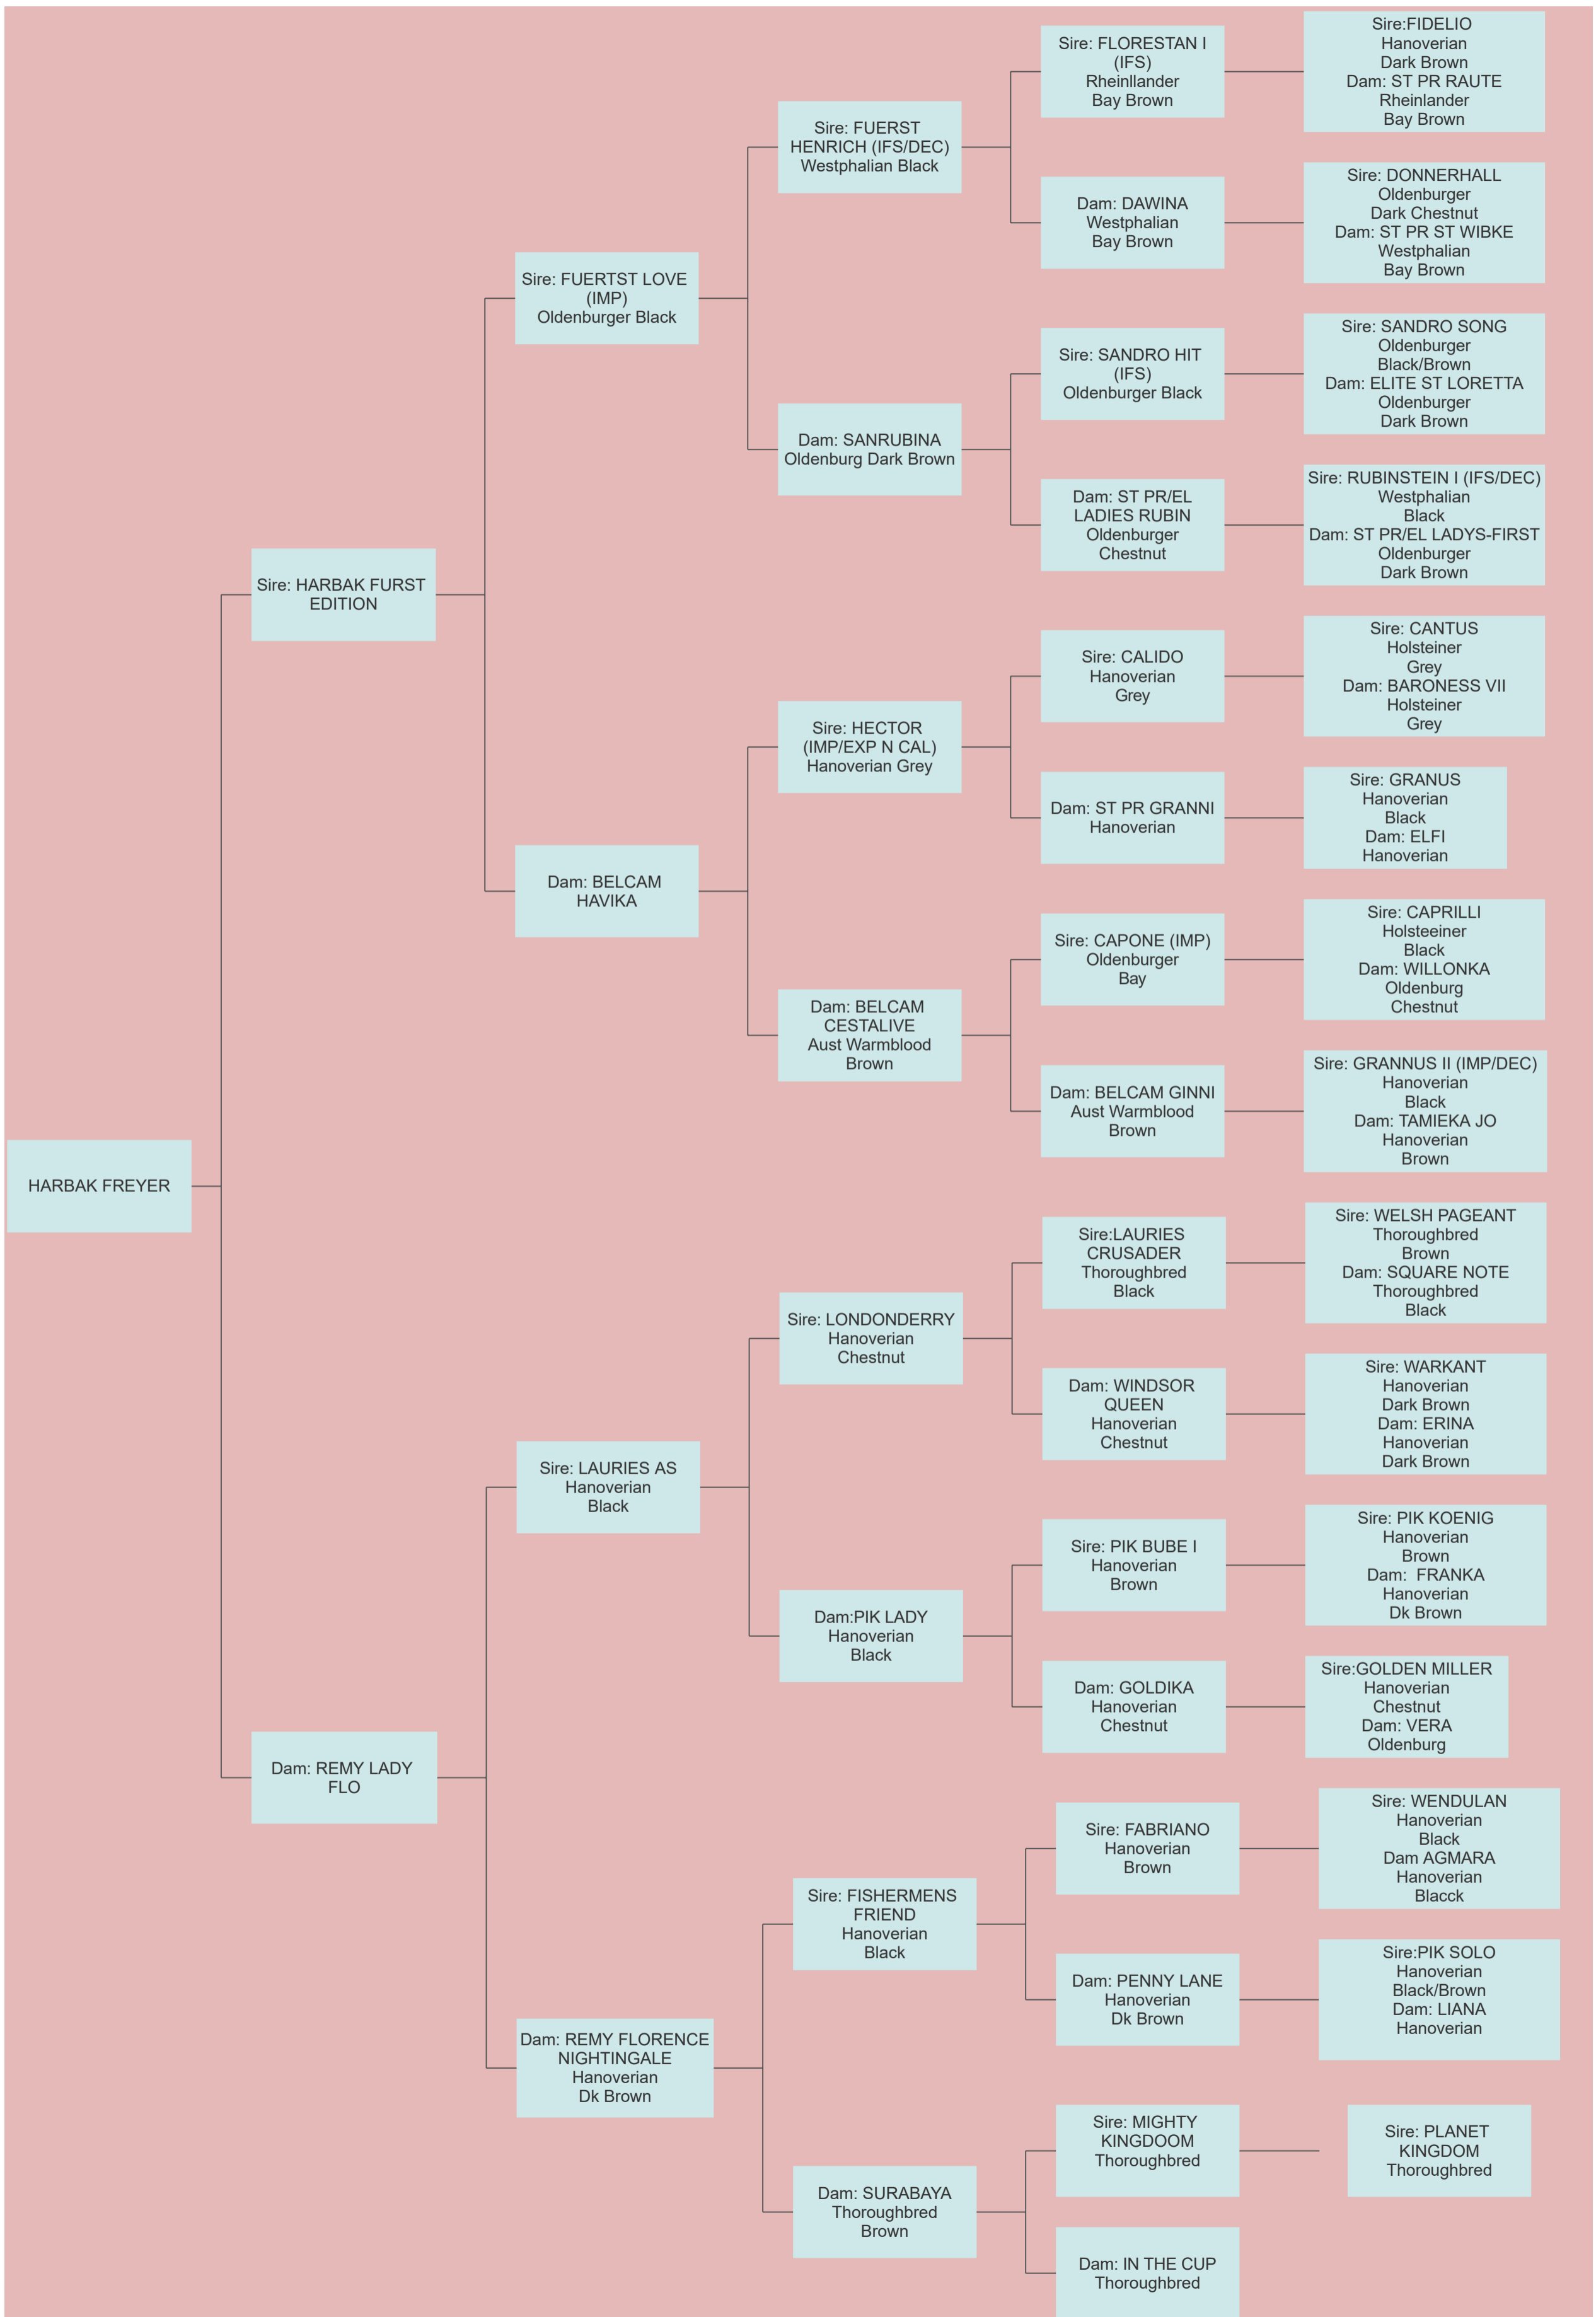 HARBAK FREYER
Sire: HARBAK FURST
EDITION
Sire: FUERTST LOVE
(IMP)
Oldenburger Black
Sire: FUERST
HENRICH (IFS/DEC)
Westphalian Black
Sire: FLORESTAN I
(IFS)
Rheinllander
Bay Brown
Sire:FIDELIO
Hanoverian
Dark Brown
Dam: ST PR RAUTE
Rheinlander
Bay Brown
Dam: DAWINA
Westphalian
Bay Brown
Sire: DONNERHALL
Oldenburger
Dark Chestnut
Dam: ST PR ST WIBKE
Westphalian
Bay Brown
Dam: SANRUBINA
Oldenburg Dark Brown
Sire: SANDRO HIT
(IFS)
Oldenburger Black
Sire: SANDRO SONG
Oldenburger
Black/Brown
Dam: ELITE ST LORETTA
Oldenburger
Dark Brown
Dam: ST PR/EL
LADIES RUBIN
Oldenburger
Chestnut
Sire: RUBINSTEIN I (IFS/DEC)
Westphalian
Black
Dam: ST PR/EL LADYS-FIRST
Oldenburger
Dark Brown
Dam: BELCAM
HAVIKA
Sire: HECTOR
(IMP/EXP N CAL)
Hanoverian Grey
Sire: CALIDO
Hanoverian
Grey
Sire: CANTUS
Holsteiner
Grey
Dam: BARONESS VII
Holsteiner
Grey
Dam: ST PR GRANNI
Hanoverian
Sire: GRANUS
Hanoverian
Black
Dam: ELFI
Hanoverian
Dam: BELCAM
CESTALIVE
Aust Warmblood
Brown
Sire: CAPONE (IMP)
Oldenburger
Bay
Sire: CAPRILLI
Holsteeiner
Black
Dam: WILLONKA
Oldenburg
Chestnut
Dam: BELCAM GINNI
Aust Warmblood
Brown
Sire: GRANNUS II (IMP/DEC)
Hanoverian
Black
Dam: TAMIEKA JO
Hanoverian
Brown
Dam: REMY LADY
FLO
Sire: LAURIES AS
Hanoverian
Black
Sire: LONDONDERRY
Hanoverian
Chestnut
Sire:LAURIES
CRUSADER
Thoroughbred
Black
Sire: WELSH PAGEANT
Thoroughbred
Brown
Dam: SQUARE NOTE
Thoroughbred
Black
Dam: WINDSOR
QUEEN
Hanoverian
Chestnut
Sire: WARKANT
Hanoverian
Dark Brown
Dam: ERINA
Hanoverian
Dark Brown
Dam:PIK LADY
Hanoverian
Black
Sire: PIK BUBE I
Hanoverian
Brown
Sire: PIK KOENIG
Hanoverian
Brown
Dam:  FRANKA
Hanoverian
Dk Brown
Dam: GOLDIKA
Hanoverian
Chestnut
Sire:GOLDEN MILLER
Hanoverian
Chestnut
Dam: VERA
Oldenburg
Dam: REMY FLORENCE
NIGHTINGALE
Hanoverian
Dk Brown
Sire: FISHERMENS
FRIEND
Hanoverian
Black
Sire: FABRIANO
Hanoverian
Brown
Sire: WENDULAN
Hanoverian
Black
Dam AGMARA
Hanoverian
Blacck
Dam: PENNY LANE
Hanoverian
Dk Brown
Sire:PIK SOLO
Hanoverian
Black/Brown
Dam: LIANA
Hanoverian
Dam: SURABAYA
Thoroughbred
Brown
Sire: MIGHTY
KINGDOOM
Thoroughbred
Sire: PLANET
KINGDOM
Thoroughbred
Dam: IN THE CUP
Thoroughbred